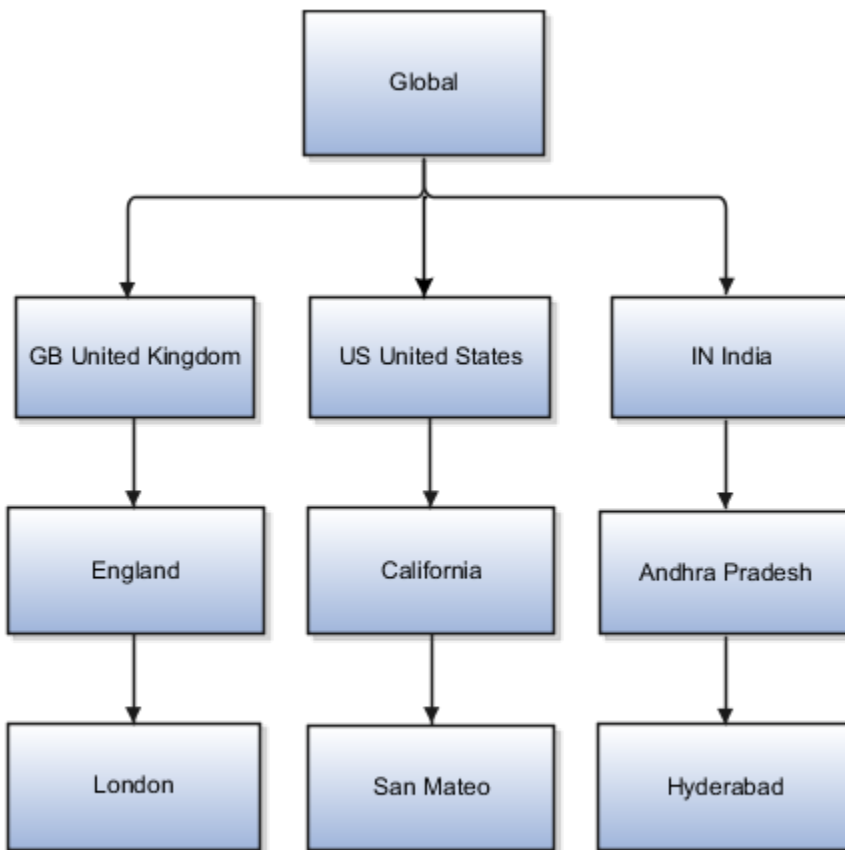 Global
GB United Kingdom
US United States
IN India
England
California
Andhra Pradesh
London
San Mateo
Hyderabad